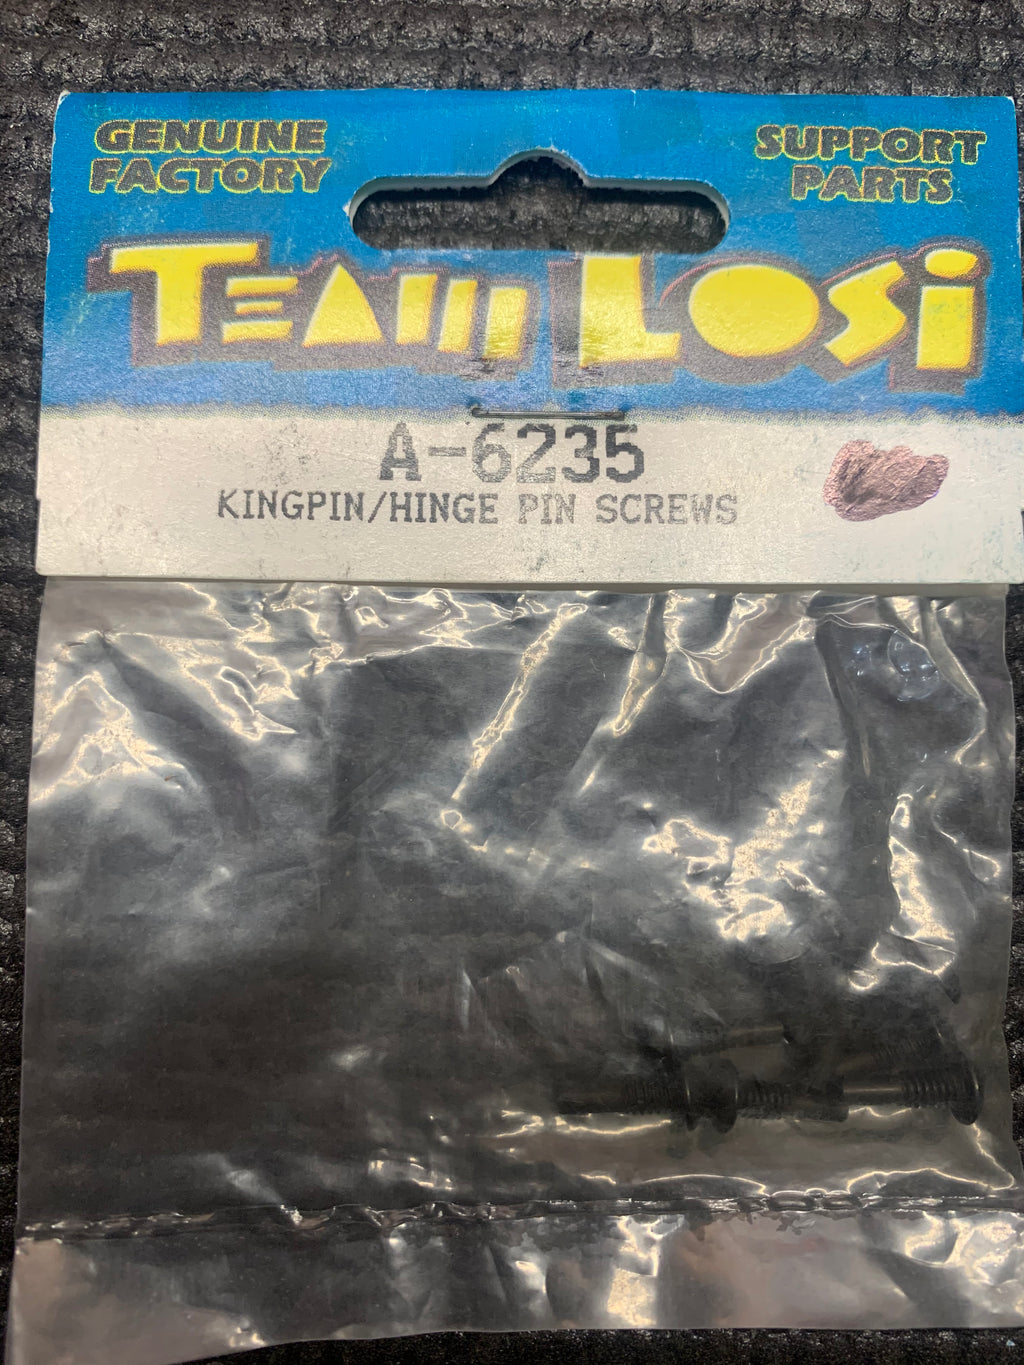 GENUINE
FACTORY
SUPPORT
PARTS
TEAM LOSI
A-6235
KINGPIN/HINGE PIN SCREWS